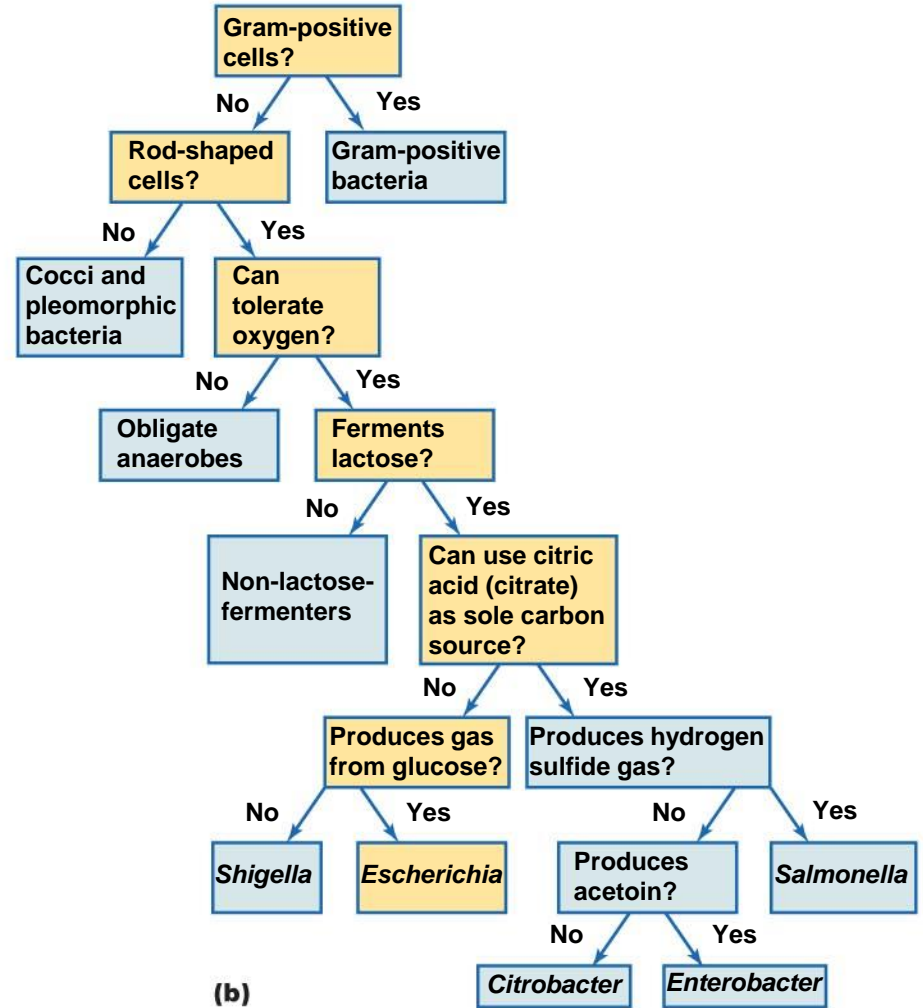 Gram-positive
cells?
No
Yes
Rod-shaped
cells?
Gram-positive
bacteria
No
Yes
Cocci and
pleomorphic
bacteria
Can
tolerate
oxygen?
No
Yes
Obligate
anaerobes
Ferments
lactose?
No
Yes
Non-lactose-
fermenters
Can use citric
acid (citrate)
as sole carbon
source?
No
Yes
Produces gas
from glucose?
Produces hydrogen
sulfide gas?
No
Yes
No
Yes
Shigella
Escherichia
Produces
acetoin?
Salmonella
No
Yes
Citrobacter
Enterobacter
(b)